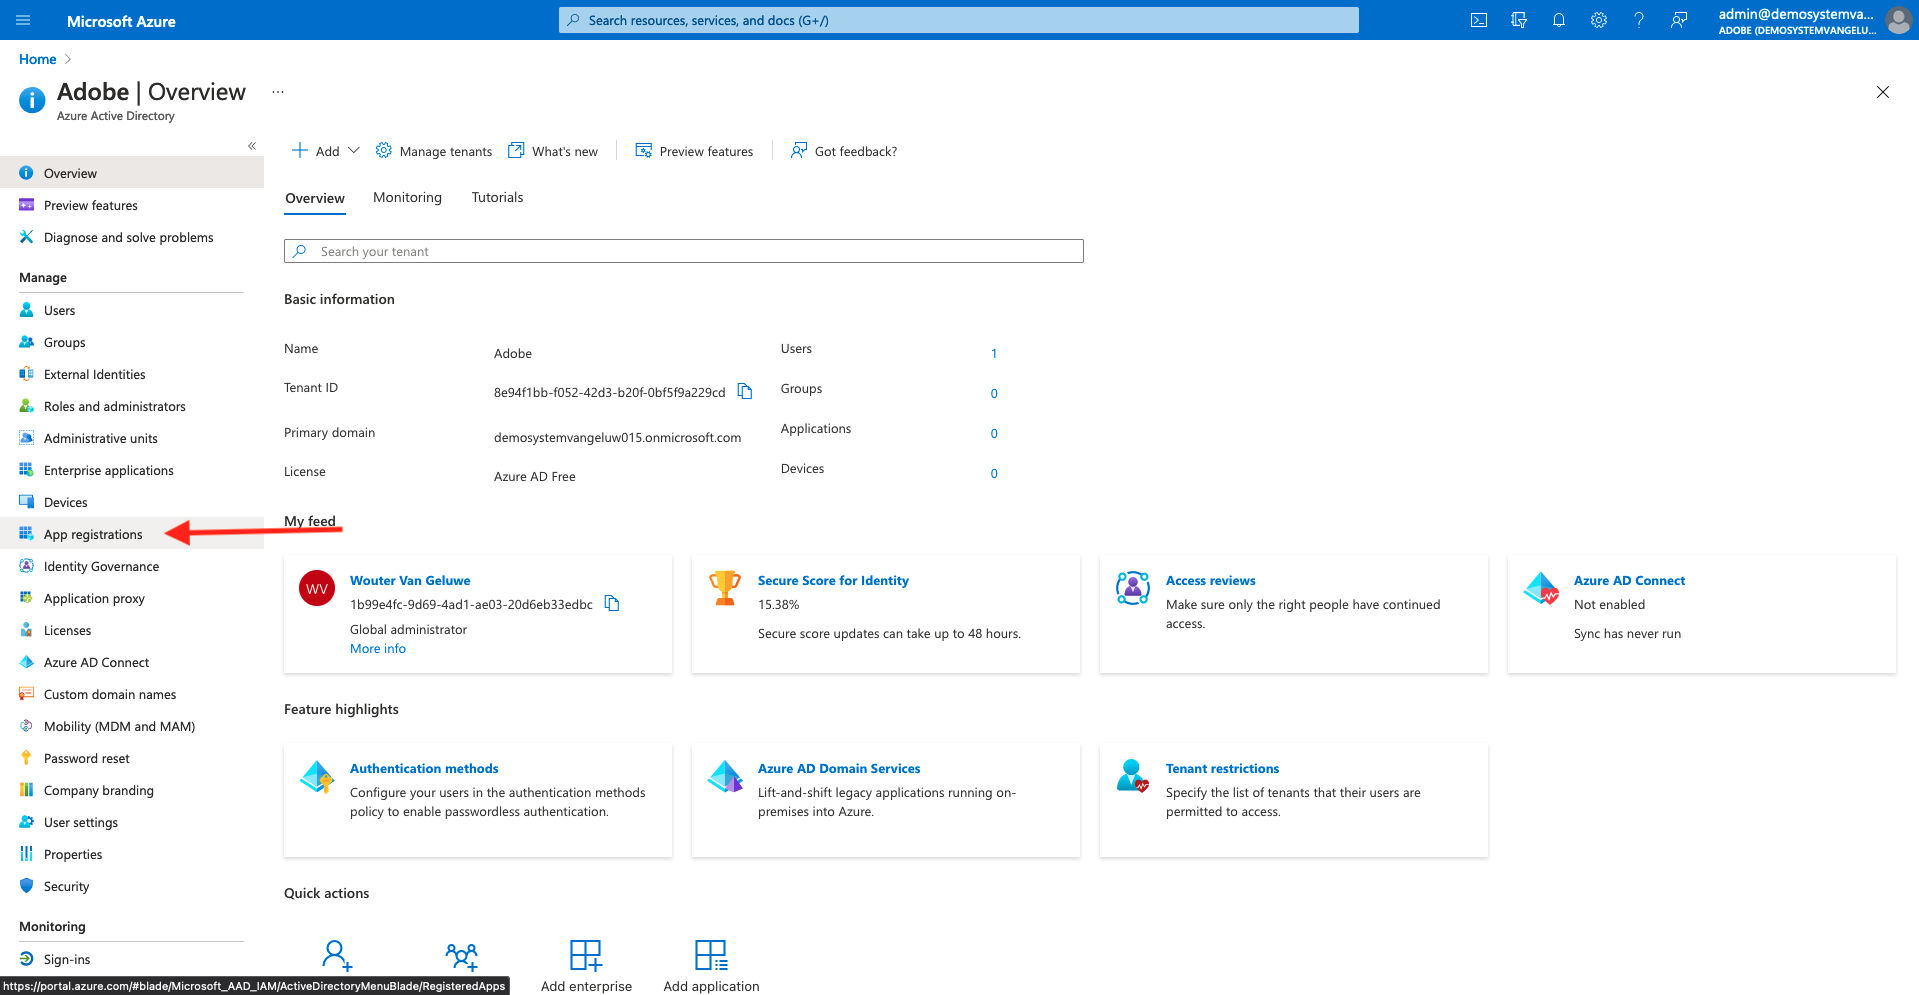 Microsoft Azure
Search resources, services, and docs (G+/)
admin@demosystemva...
ADOBE (DEMOSYSTEMVANGELU...
Home
Adobe | Overview
...
Azure Active Directory
Overview
Preview features
Diagnose and solve problems
Manage
Users
Groups
External Identities
Roles and administrators
Administrative units
Enterprise applications
Devices
App registrations
Identity Governance
Application proxy
Licenses
Azure AD Connect
Custom domain names
Mobility (MDM and MAM)
Password reset
Company branding
User settings
Properties
Security
Monitoring
Sign-ins
https://portal.azure.com/#blade/Microsoft_AAD_IAM/ActiveDirectoryMenuBlade/RegisteredApps
Add
Manage tenants
What's new
Preview features
Got feedback?
Overview
Monitoring
Tutorials
Search your tenant
Basic information
Name
Adobe
Tenant ID
8e94f1bb-f052-42d3-b20f-0bf5f9a229cd
Primary domain
demosystemvangeluw015.onmicrosoft.com
License
Azure AD Free
Users
1
Groups
0
Applications
0
Devices
0
My feed
WV
Wouter Van Geluwe
1b99e4fc-9d69-4ad1-ae03-20d6eb33edbc
Global administrator
More info
Secure Score for Identity
15.38%
Secure score updates can take up to 48 hours.
Access reviews
Make sure only the right people have continued
access.
Azure AD Connect
Not enabled
Sync has never run
Feature highlights
Authentication methods
Configure your users in the authentication methods
policy to enable passwordless authentication.
Azure AD Domain Services
Lift-and-shift legacy applications running on-
premises into Azure.
Tenant restrictions
Specify the list of tenants that their users are
permitted to access.
Quick actions
Add enterprise
Add application